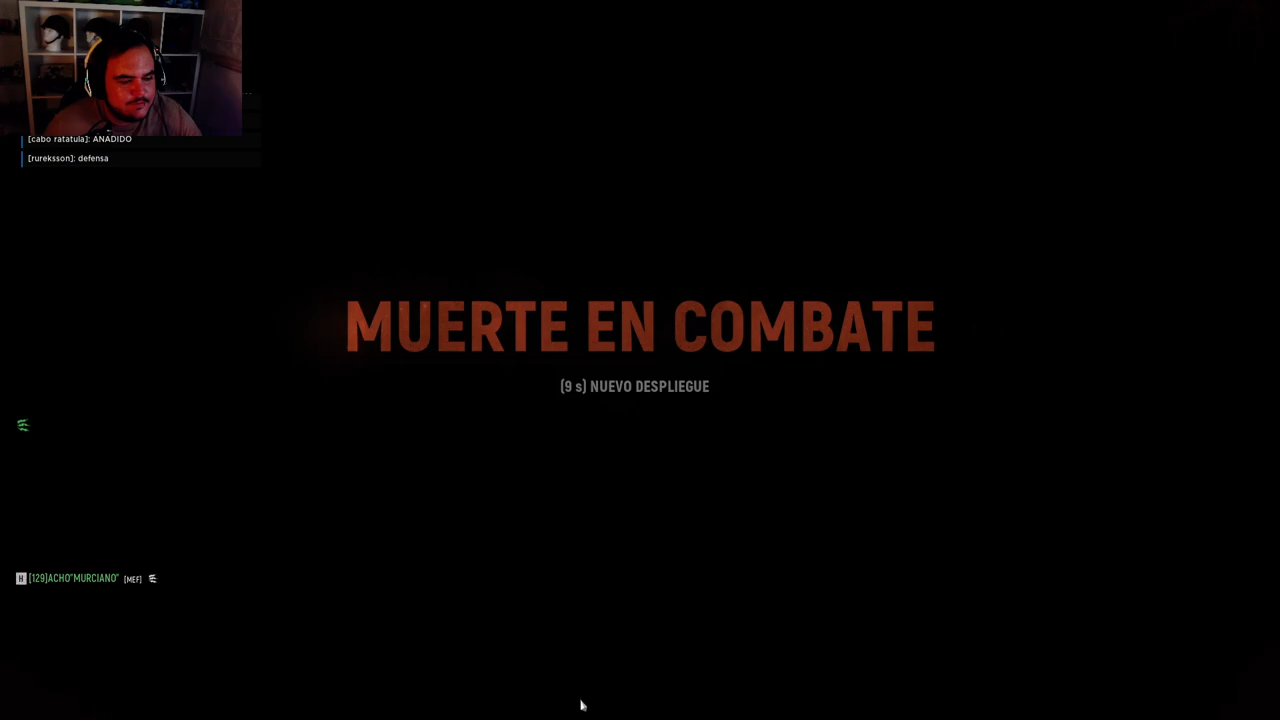 [cabo ratatula]: ANADIDO
[rureksson]: defensa
MUERTE EN COMBATE
(9 s) NUEVO DESPLIEGUE
H [129]ACHO"MURCIANO" [MEF]